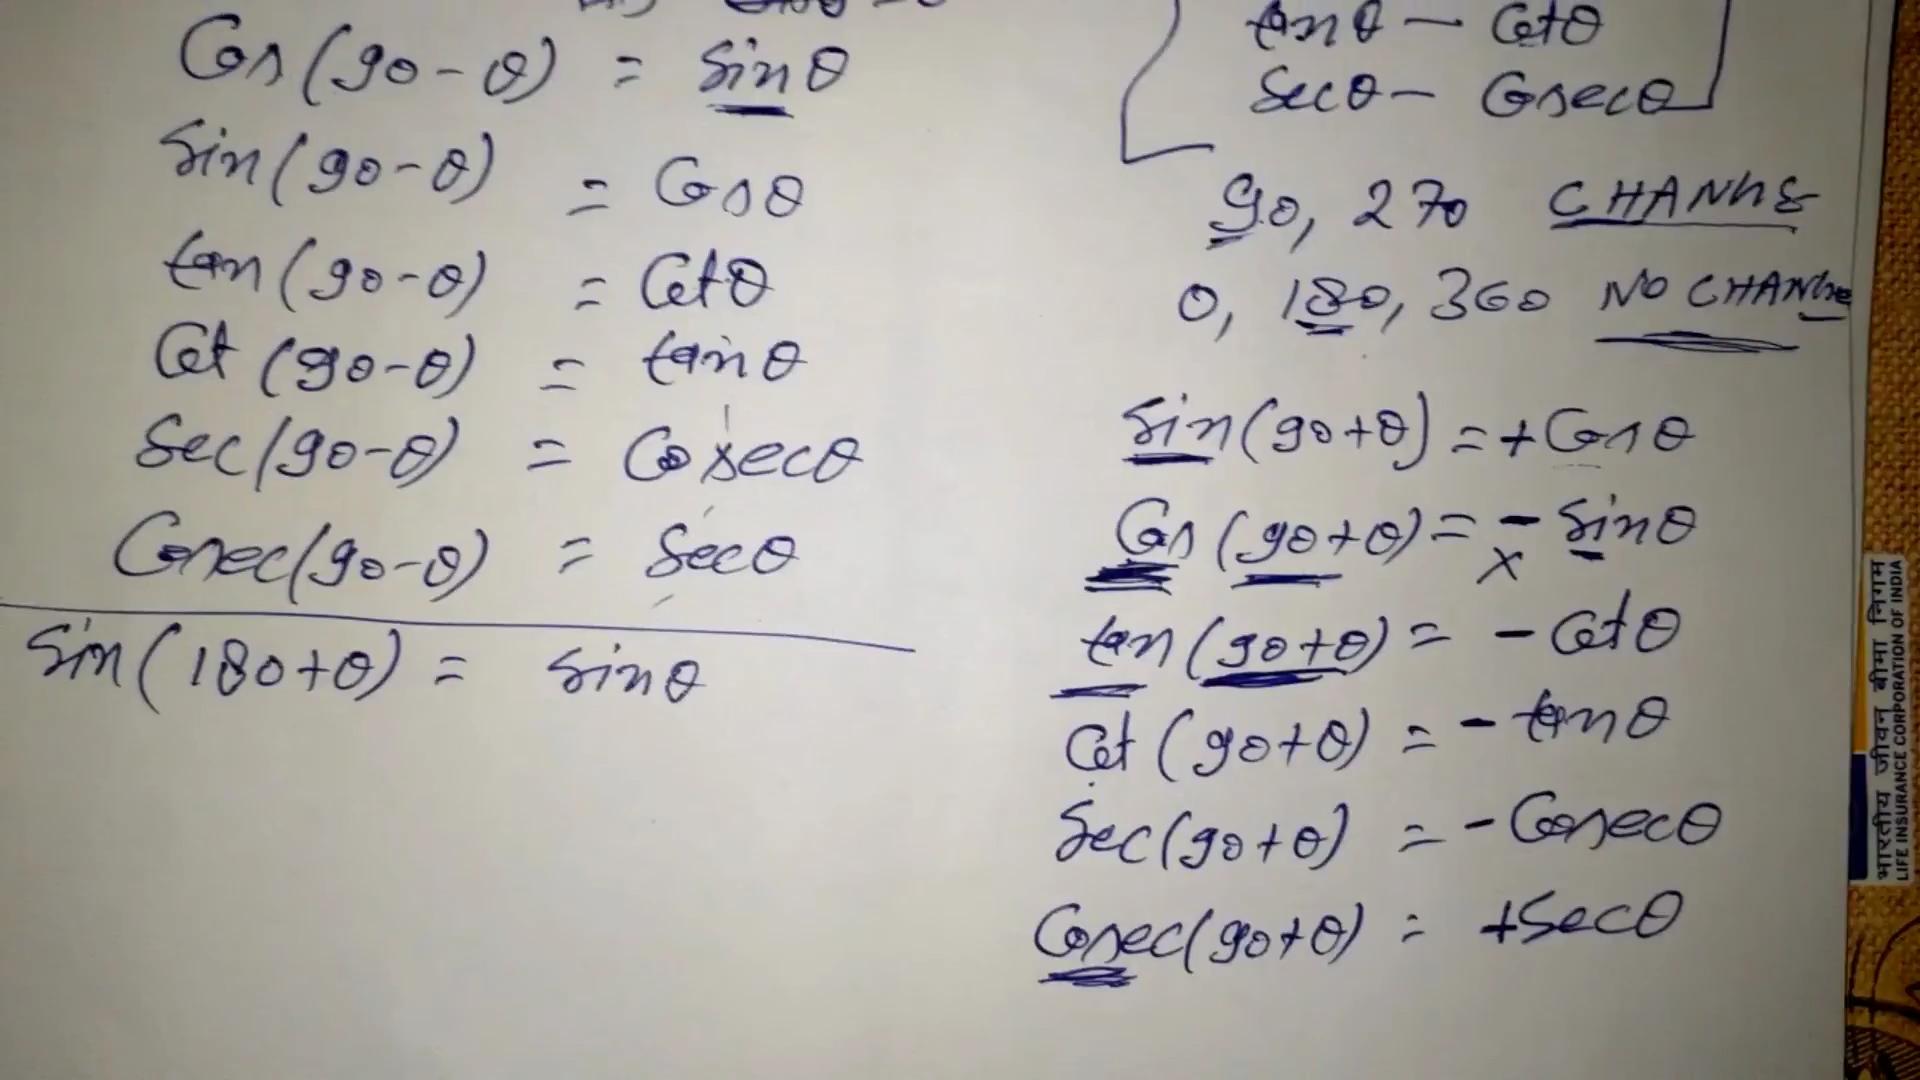 Cos(90-θ) = sinθ
Sin(90-θ) = Cosθ
tan(90-θ) = Cotθ
Cot(90-θ) = tanθ
Sec(90-θ) = Cosecθ
Cosec(90-θ) = Secθ
Sin(180+θ) = sinθ
tanθ - Cotθ
Secθ - Cosecθ
90, 270 CHANGE
0, 180, 360 NO CHANGE
Sin(90+θ) = +Cosθ
Cos(90+θ) = - Sinθ
x
tan(90+θ) = - Cotθ
Cot(90+θ) = - tanθ
Sec(90+θ) = - Cosecθ
Cosec(90+θ) = +Secθ
भारतीय जीवन बीमा निगम
LIFE INSURANCE CORPORATION OF INDIA